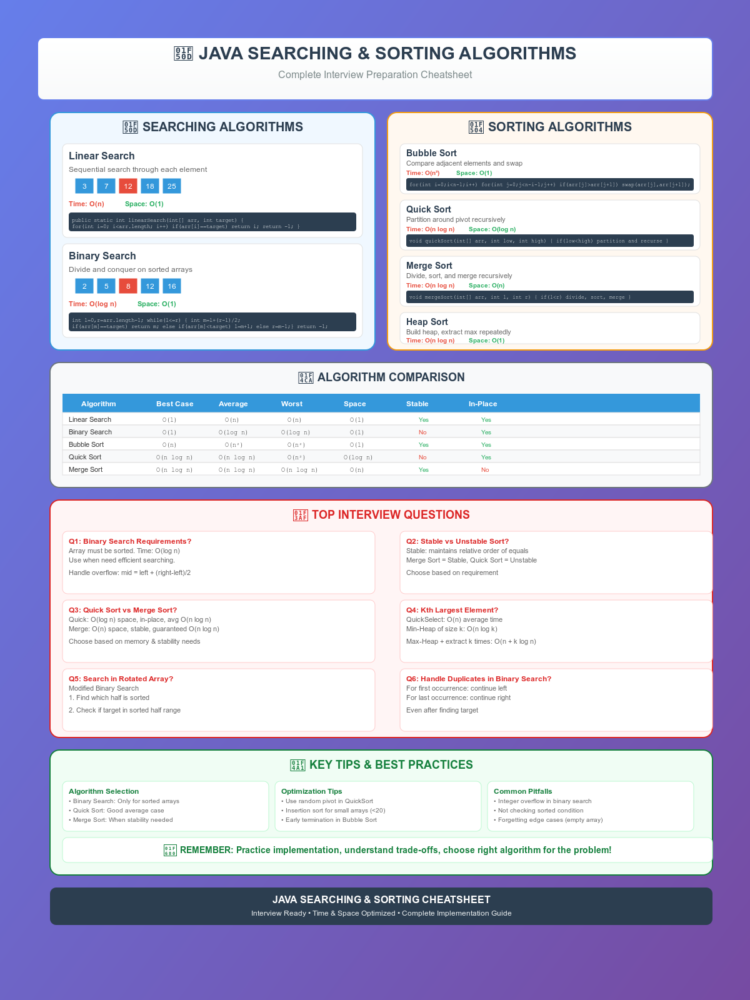 JAVA SEARCHING & SORTING ALGORITHMS
Complete Interview Preparation Cheatsheet
SEARCHING ALGORITHMS
Linear Search
Sequential search through each element
3 7 12 18 25
Time: O(n) Space: O(1)
public static int linearSearch(int[] arr, int target) {
for(int i=0; i<arr.length; i++) if(arr[i]==target) return i; return -1; }
Binary Search
Divide and conquer on sorted arrays
2 5 8 12 16
Time: O(log n) Space: O(1)
int l=0,r=arr.length-1; while(l<=r) { int m=l+(r-l)/2;
if(arr[m]==target) return m; else if(arr[m]<target) l=m+1; else r=m-1;} return -1;
SORTING ALGORITHMS
Bubble Sort
Compare adjacent elements and swap
Time: O(n²) Space: O(1)
for(int i=0;i<n-1;i++) for(int j=0;j<n-i-1;j++) if(arr[j]>arr[j+1]) swap(arr[j],arr[j+1]);
Quick Sort
Partition around pivot recursively
Time: O(n log n) Space: O(log n)
void quickSort(int[] arr, int low, int high) { if(low<high) partition and recurse }
Merge Sort
Divide, sort, and merge recursively
Time: O(n log n) Space: O(n)
void mergeSort(int[] arr, int l, int r) { if(l<r) divide, sort, merge }
Heap Sort
Build heap, extract max repeatedly
Time: O(n log n) Space: O(1)
ALGORITHM COMPARISON
Algorithm Best Case Average Worst Space Stable In-Place
Linear Search O(1) O(n) O(n) O(1) Yes Yes
Binary Search O(1) O(log n) O(log n) O(1) No Yes
Bubble Sort O(n) O(n²) O(n²) O(1) Yes Yes
Quick Sort O(n log n) O(n log n) O(n²) O(log n) No Yes
Merge Sort O(n log n) O(n log n) O(n log n) O(n) Yes No
TOP INTERVIEW QUESTIONS
Q1: Binary Search Requirements?
Array must be sorted. Time: O(log n)
Use when need efficient searching.
Handle overflow: mid = left + (right-left)/2
Q2: Stable vs Unstable Sort?
Stable: maintains relative order of equals
Merge Sort = Stable, Quick Sort = Unstable
Choose based on requirement
Q3: Quick Sort vs Merge Sort?
Quick: O(log n) space, in-place, avg O(n log n)
Merge: O(n) space, stable, guaranteed O(n log n)
Choose based on memory & stability needs
Q4: Kth Largest Element?
QuickSelect: O(n) average time
Min-Heap of size k: O(n log k)
Max-Heap + extract k times: O(n + k log n)
Q5: Search in Rotated Array?
Modified Binary Search
1. Find which half is sorted
2. Check if target in sorted half range
Q6: Handle Duplicates in Binary Search?
For first occurrence: continue left
For last occurrence: continue right
Even after finding target
KEY TIPS & BEST PRACTICES
Algorithm Selection
• Binary Search: Only for sorted arrays
• Quick Sort: Good average case
• Merge Sort: When stability needed
Optimization Tips
• Use random pivot in QuickSort
• Insertion sort for small arrays (<20)
• Early termination in Bubble Sort
Common Pitfalls
• Integer overflow in binary search
• Not checking sorted condition
• Forgetting edge cases (empty array)
REMEMBER: Practice implementation, understand trade-offs, choose right algorithm for the problem!
JAVA SEARCHING & SORTING CHEATSHEET
Interview Ready • Time & Space Optimized • Complete Implementation Guide